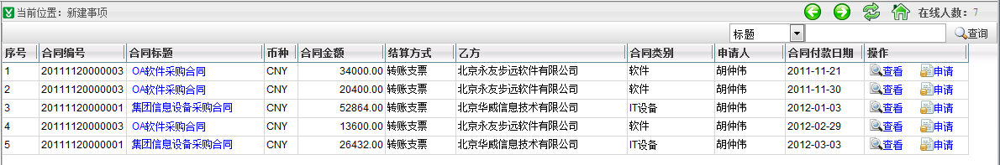 当前位置：新建事项 在线人数：7
标题 查询
序号 合同编号 合同标题 币种 合同金额 结算方式 乙方 合同类别 申请人 合同付款日期 操作
1 20111120000003 OA软件采购合同 CNY 34000.00 转账支票 北京永友步远软件有限公司 软件 胡仲伟 2011-11-21 查看 申请
2 20111120000003 OA软件采购合同 CNY 20400.00 转账支票 北京永友步远软件有限公司 软件 胡仲伟 2011-11-30 查看 申请
3 20111120000001 集团信息设备采购合同 CNY 52864.00 转账支票 北京华威信息技术有限公司 IT设备 胡仲伟 2012-01-03 查看 申请
4 20111120000003 OA软件采购合同 CNY 13600.00 转账支票 北京永友步远软件有限公司 软件 胡仲伟 2012-02-29 查看 申请
5 20111120000001 集团信息设备采购合同 CNY 26432.00 转账支票 北京华威信息技术有限公司 IT设备 胡仲伟 2012-03-03 查看 申请